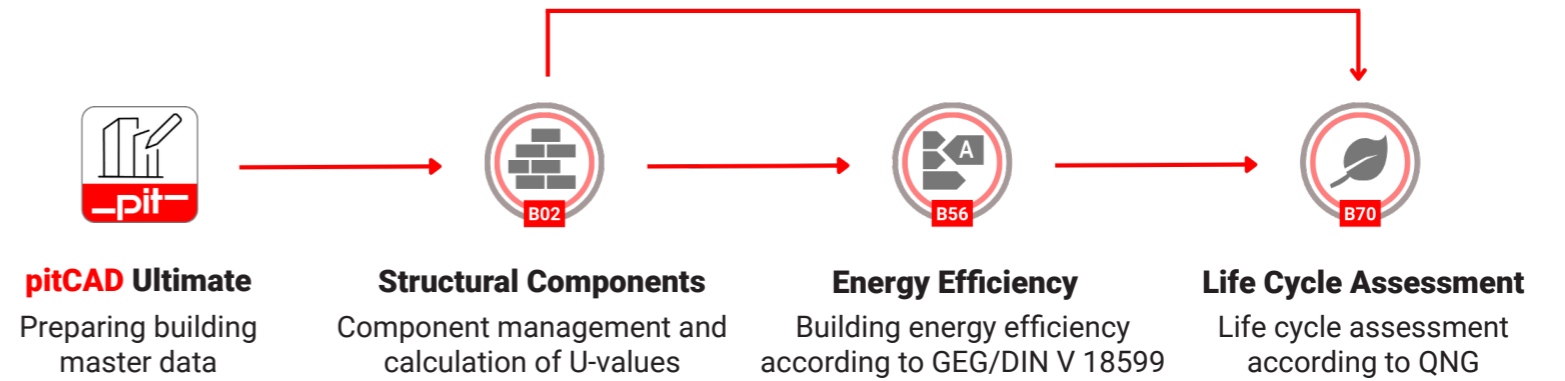 A
_pit
B02
B56
B70
pitCAD Ultimate
Preparing building
master data
Structural Components
Component management and
calculation of U-values
Energy Efficiency
Building energy efficiency
according to GEG/DIN V 18599
Life Cycle Assessment
Life cycle assessment
according to QNG